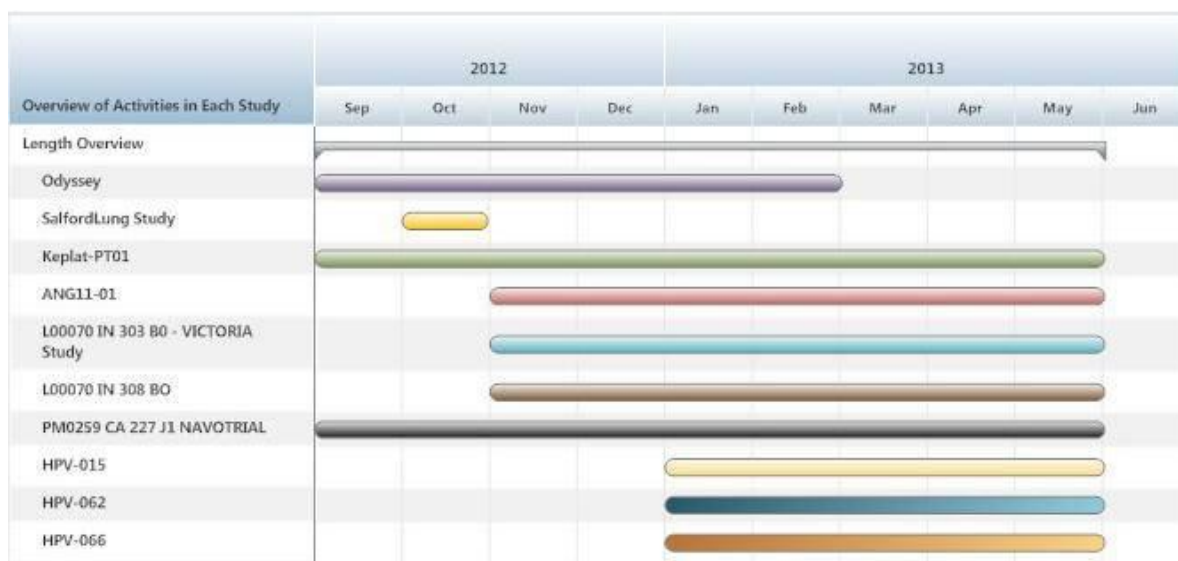 2012 2013
Overview of Activities in Each Study Sep Oct Nov Dec Jan Feb Mar Apr May Jun
Length Overview
Odyssey
SalfordLung Study
Keplat-PT01
ANG11-01
L00070 IN 303 B0 - VICTORIA
Study
L00070 IN 308 BO
PM0259 CA 227 J1 NAVOTRIAL
HPV-015
HPV-062
HPV-066